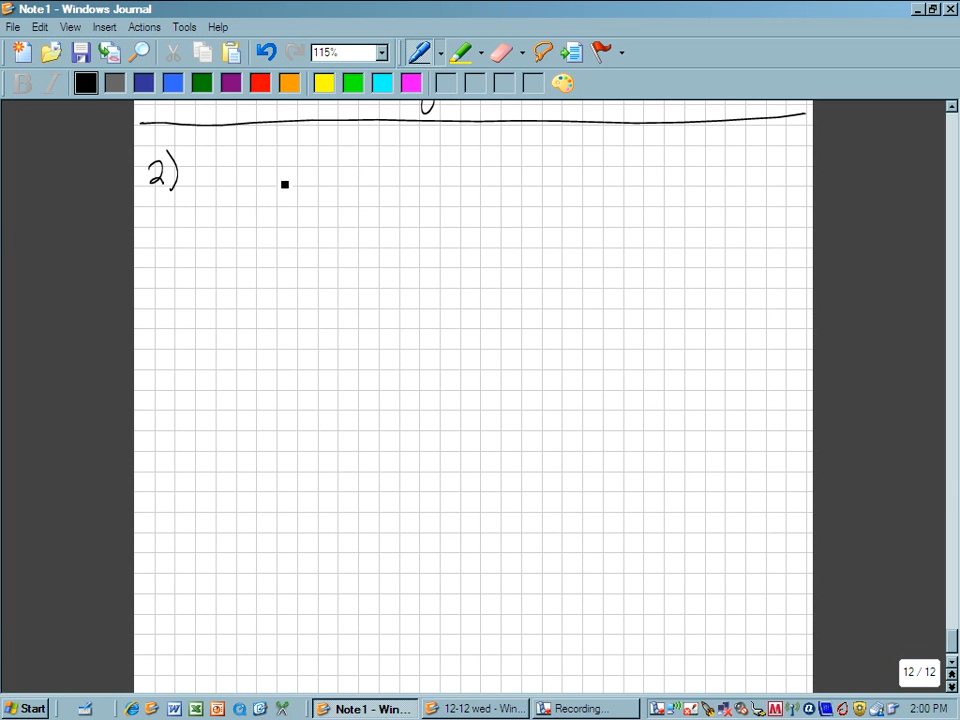 Note1 - Windows Journal
File Edit View Insert Actions Tools Help
115%
B I
2)
12 / 12
Start
Note1 - Win...
12-12 wed - Win...
Recording...
2:00 PM